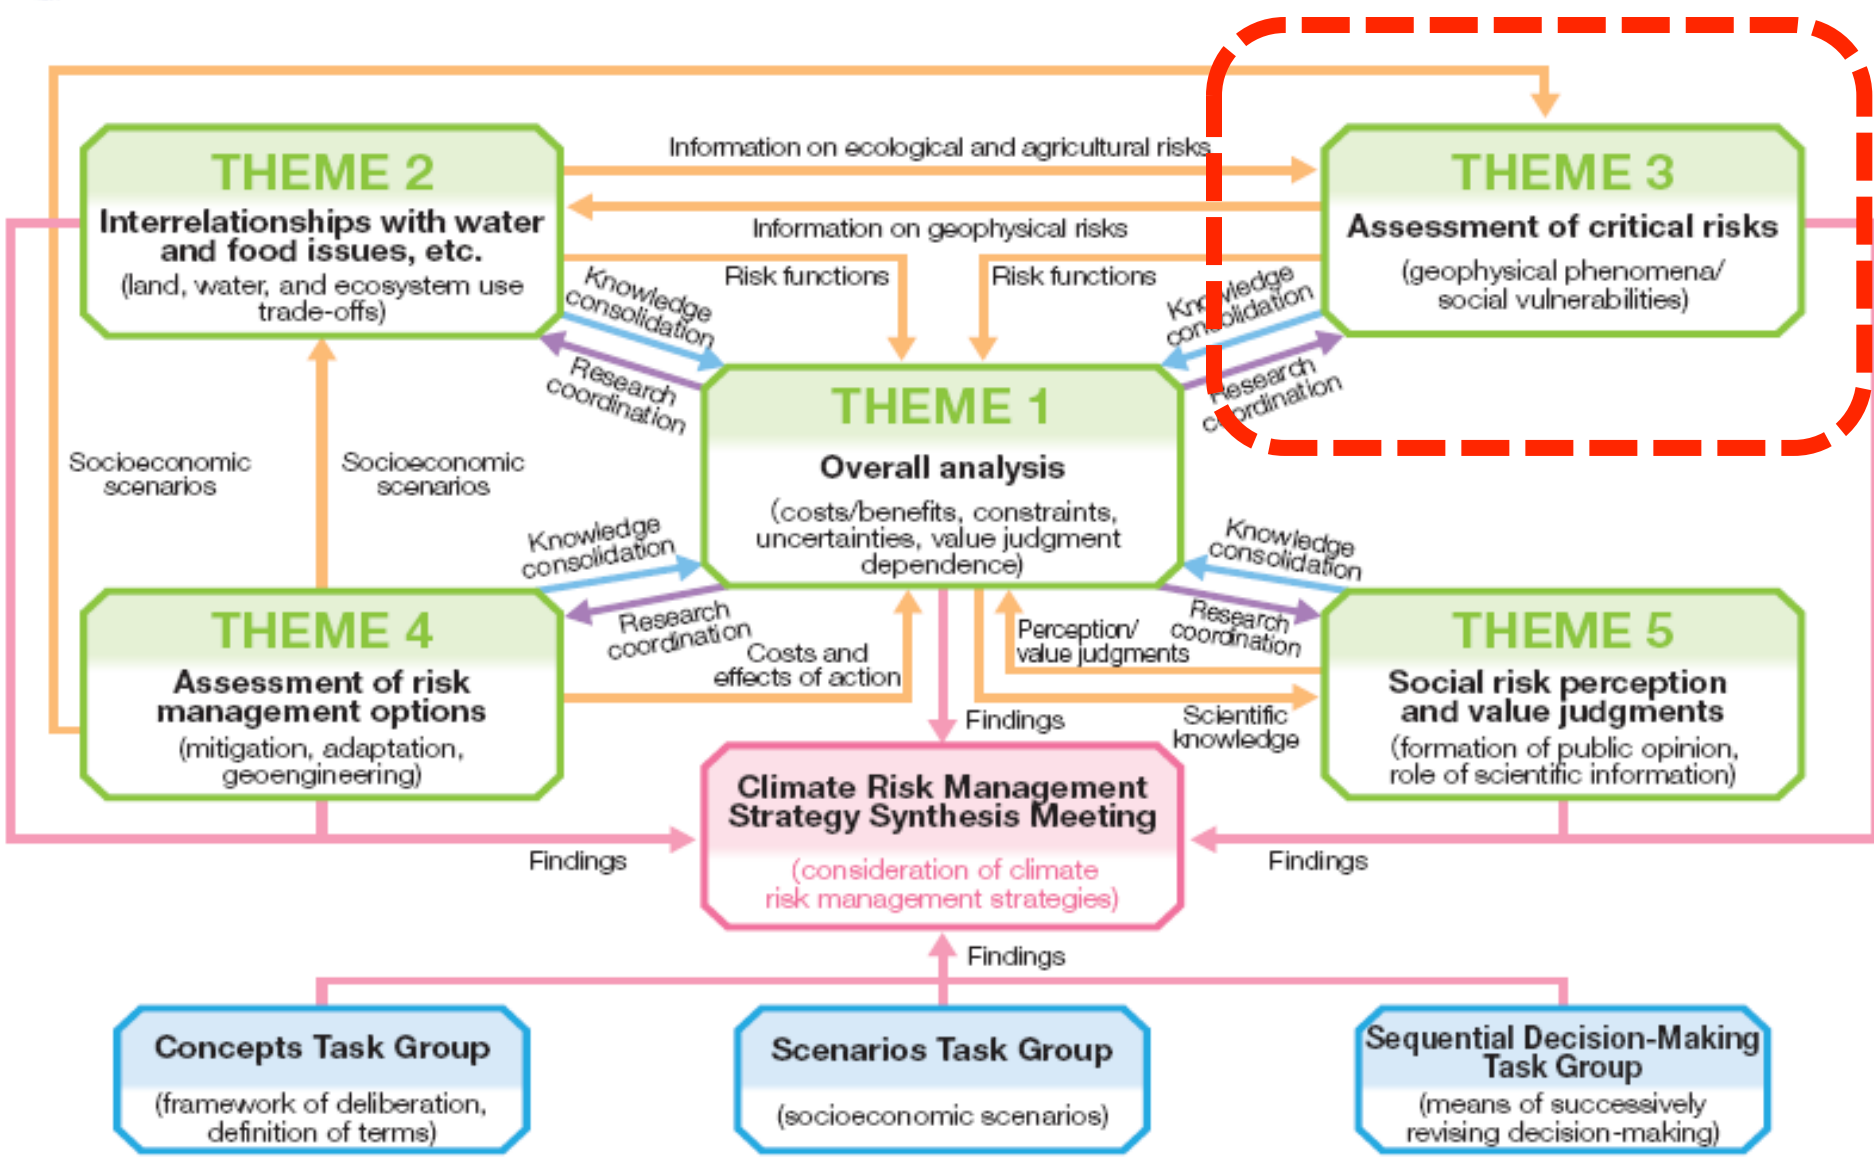 Information on ecological and agricultural risks
THEME 2
Interrelationships with water
and food issues, etc.
(land, water, and ecosystem use
trade-offs)
THEME 3
Assessment of critical risks
(geophysical phenomena/
social vulnerabilities)
Information on geophysical risks
Risk functions
Risk functions
Knowledge
consolidation
Knowledge
consolidation
Research
coordination
Research
coordination
THEME 1
Overall analysis
(costs/benefits, constraints,
uncertainties, value judgment
dependence)
Socioeconomic
scenarios
Socioeconomic
scenarios
Knowledge
consolidation
Knowledge
consolidation
Research
coordination
Research
coordination
THEME 4
Assessment of risk
management options
(mitigation, adaptation,
geoengineering)
Costs and
effects of action
Perception/
value judgments
THEME 5
Social risk perception
and value judgments
(formation of public opinion,
role of scientific information)
Findings
Scientific
knowledge
Climate Risk Management
Strategy Synthesis Meeting
(consideration of climate
risk management strategies)
Findings
Findings
Findings
Concepts Task Group
(framework of deliberation,
definition of terms)
Scenarios Task Group
(socioeconomic scenarios)
Sequential Decision-Making
Task Group
(means of successively
revising decision-making)